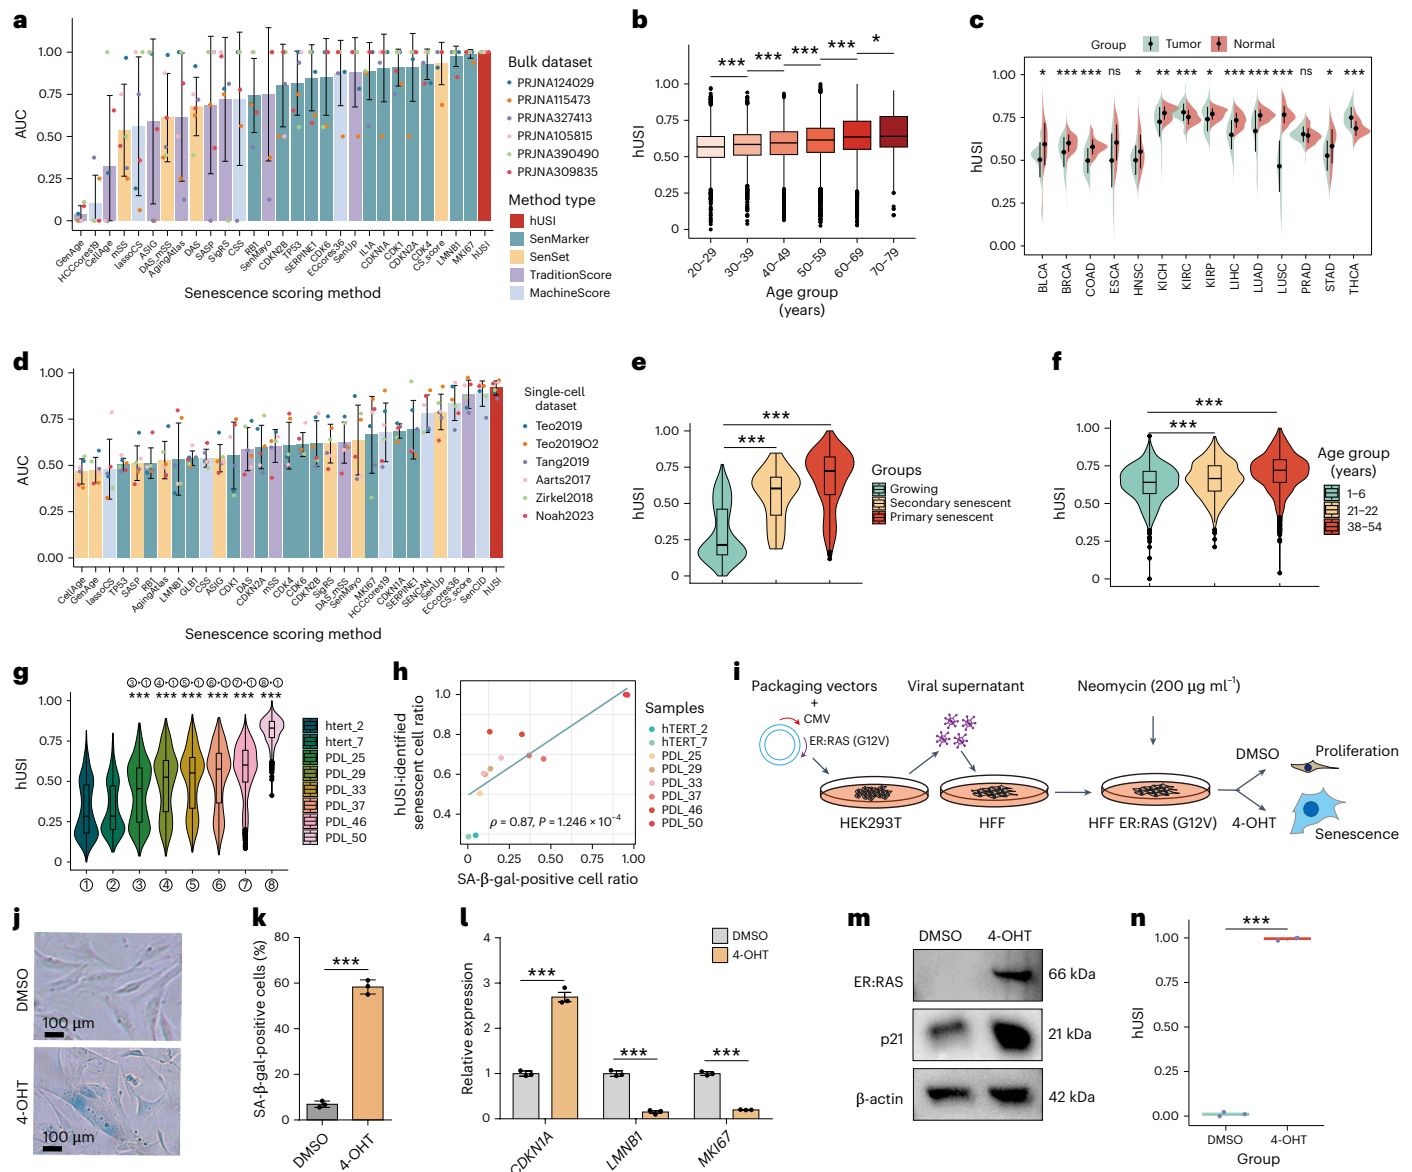 a
AUC
1.00
0.75
0.50
0.25
0
GenAge
HCCcores19
CellAge
mSS
lassoCS
ASIG
DAS_mSS
AgingAtlas
DAS
SASP
SigRS
CSS
RB1
SenMayo
CDKN2B
TP53
SERPINE1
CDK6
ECcores36
SenUp
IL1A
CDKN1A
CDK1
CDKN2A
CDK4
CS_score
LMNB1
MKI67
hUSI
Senescence scoring method
Bulk dataset
PRJNA124029
PRJNA115473
PRJNA327413
PRJNA105815
PRJNA390490
PRJNA309835
Method type
hUSI
SenMarker
SenSet
TraditionScore
MachineScore
b
hUSI
1.00
0.75
0.50
0.25
0
***
***
***
***
*
20–29
30–39
40–49
50–59
60–69
70–79
Age group
(years)
c
Group
Tumor
Normal
hUSI
1.00
0.75
0.50
0.25
0.00
* *** *** ns * ** *** * *** *** *** ns * ***
BLCA
BRCA
COAD
ESCA
HNSC
KICH
KIRC
KIRP
LIHC
LUAD
LUSC
PRAD
STAD
THCA
d
AUC
1.00
0.75
0.50
0.25
0.00
CellAge
GenAge
lassoCS
TP53
SASP
RB1
AgingAtlas
LMNB1
GLB1
CSS
ASIG
CDK1
DAS
CDKN2A
mSS
CDK4
CDK6
CDKN2B
SigRS
DAS_mSS
SenMayo
MKI67
HCCcores19
CDKN1A
SERPINE1
SENCAN
SenUp
ECcores36
CS_score
SenCID
hUSI
Senescence scoring method
Single-cell
dataset
Teo2019
Teo2019O2
Tang2019
Aarts2017
Zirkel2018
Noah2023
e
hUSI
1.00
0.75
0.50
0.25
0
***
***
Groups
Growing
Secondary senescent
Primary senescent
f
hUSI
1.00
0.75
0.50
0.25
0
***
***
Age group
(years)
1–6
21–22
38–54
g
③-① ④-① ⑤-① ⑥-① ⑦-① ⑧-①
*** *** *** *** *** ***
hUSI
1.00
0.75
0.50
0.25
0
① ② ③ ④ ⑤ ⑥ ⑦ ⑧
htert_2
htert_7
PDL_25
PDL_29
PDL_33
PDL_37
PDL_46
PDL_50
h
hUSI-identified
senescent cell ratio
1.0
0.8
0.6
0.4
ρ = 0.87, P = 1.246 × 10⁻⁴
0 0.25 0.50 0.75 1.00
SA-β-gal-positive cell ratio
Samples
hTERT_2
hTERT_7
PDL_25
PDL_29
PDL_33
PDL_37
PDL_46
PDL_50
i
Packaging vectors
+
CMV
ER:RAS (G12V)
HEK293T
Viral supernatant
HFF
Neomycin (200 μg ml⁻¹)
HFF ER:RAS (G12V)
DMSO
4-OHT
Proliferation
Senescence
j
DMSO
100 μm
4-OHT
100 μm
k
SA-β-gal-positive cells (%)
80
60
40
20
0
***
DMSO
4-OHT
l
Relative expression
4
3
2
1
0
***
***
***
CDKN1A
LMNB1
MKI67
DMSO
4-OHT
m
DMSO 4-OHT
ER:RAS 66 kDa
p21 21 kDa
β-actin 42 kDa
n
hUSI
1.00
0.75
0.50
0.25
0.00
***
DMSO 4-OHT
Group